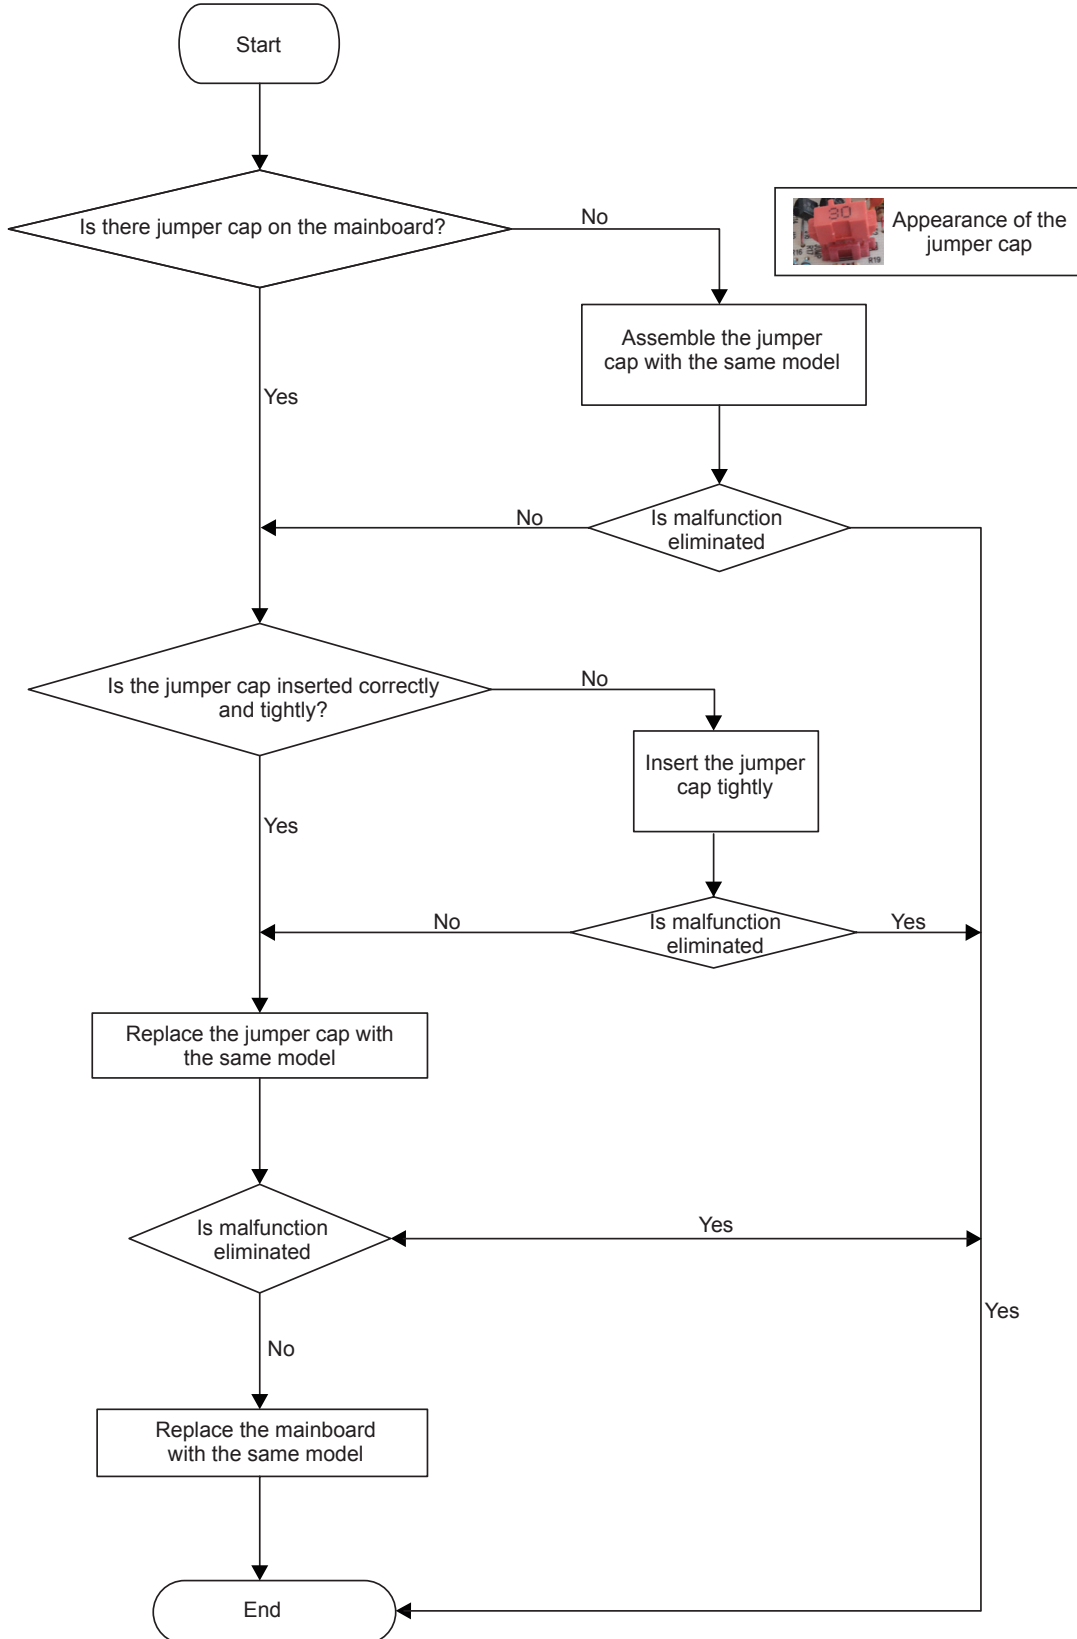 Start
Is there jumper cap on the mainboard?
No
30
R19
Appearance of the
jumper cap
Assemble the jumper
cap with the same model
Yes
Is malfunction
eliminated
No
Is the jumper cap inserted correctly
and tightly?
No
Insert the jumper
cap tightly
Yes
Is malfunction
eliminated
No
Yes
Replace the jumper cap with
the same model
Is malfunction
eliminated
Yes
Yes
No
Replace the mainboard
with the same model
End